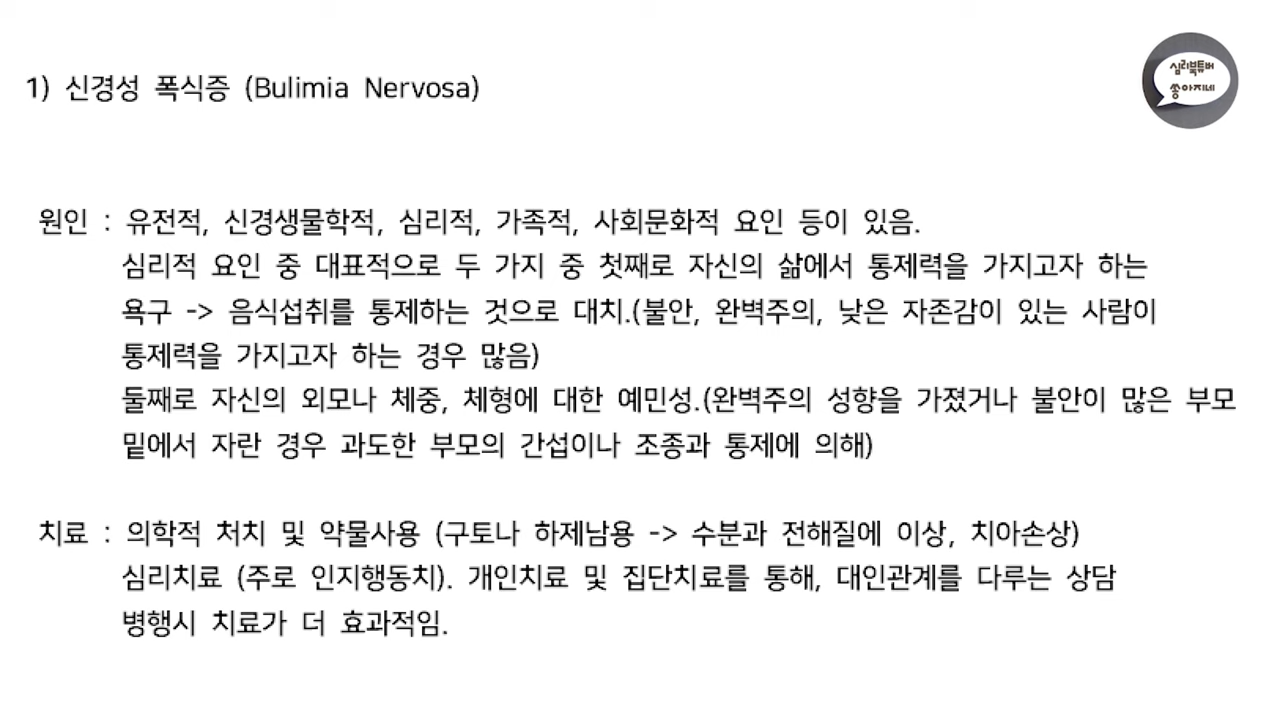 1) 신경성 폭식증 (Bulimia Nervosa)
심리북튜버
쏭아지네
원인 : 유전적, 신경생물학적, 심리적, 가족적, 사회문화적 요인 등이 있음.
심리적 요인 중 대표적으로 두 가지 중 첫째로 자신의 삶에서 통제력을 가지고자 하는
욕구 -> 음식섭취를 통제하는 것으로 대치.(불안, 완벽주의, 낮은 자존감이 있는 사람이
통제력을 가지고자 하는 경우 많음)
둘째로 자신의 외모나 체중, 체형에 대한 예민성.(완벽주의 성향을 가졌거나 불안이 많은 부모
밑에서 자란 경우 과도한 부모의 간섭이나 조종과 통제에 의해)
치료 : 의학적 처치 및 약물사용 (구토나 하제남용 -> 수분과 전해질에 이상, 치아손상)
심리치료 (주로 인지행동치). 개인치료 및 집단치료를 통해, 대인관계를 다루는 상담
병행시 치료가 더 효과적임.